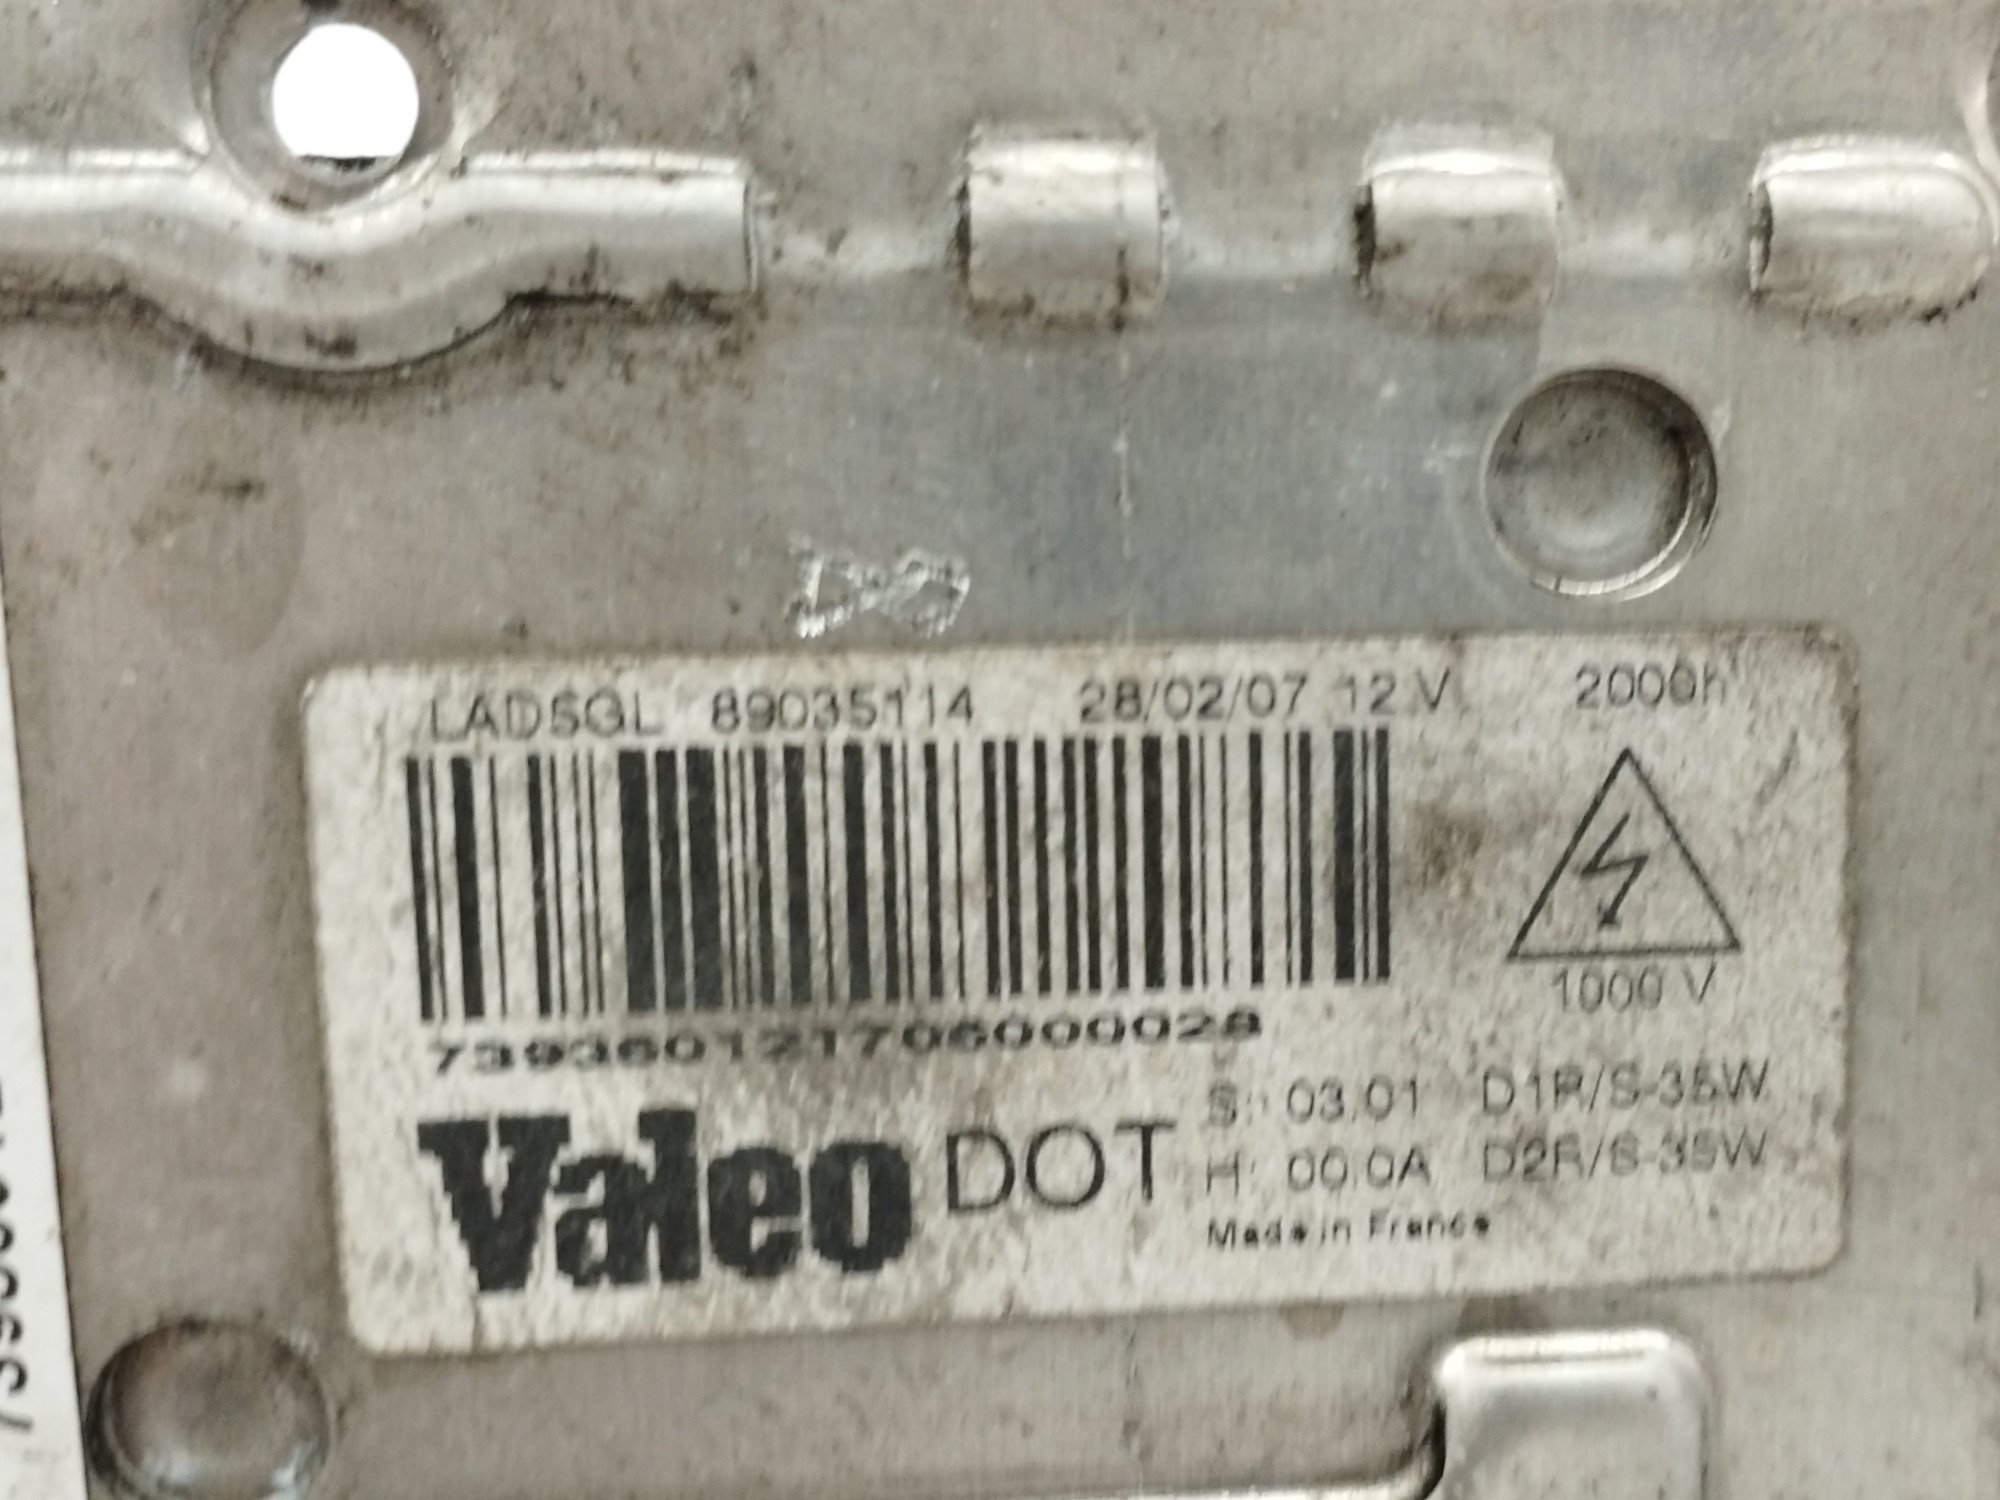 LAD5GL 89035114 28/02/07 12 V 2000h
1000 V
739360121706000028
Valeo DOT
S: 03.01 D1R/S-35W
H: 00.0A D2R/S-35W
Made in France